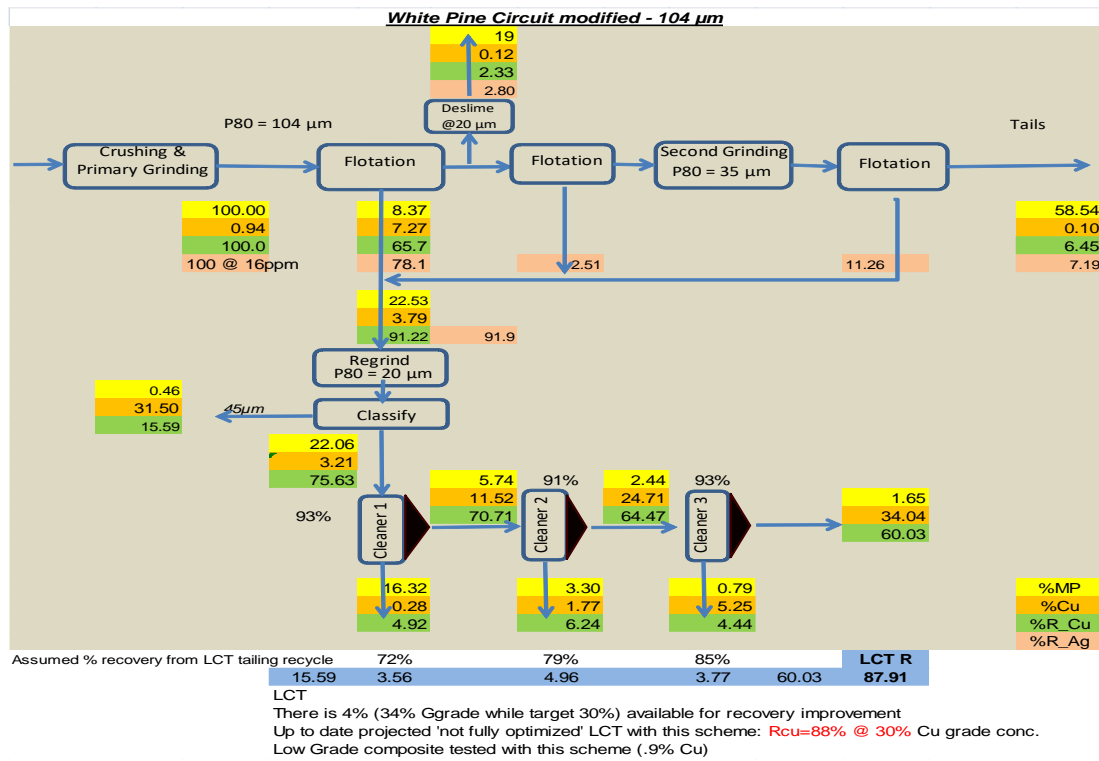 White Pine Circuit modified - 104 µm
19
0.12
2.33
2.80
Deslime
@20 µm
P80 = 104 µm
Tails
Crushing &
Primary Grinding
Flotation
Flotation
Second Grinding
P80 = 35 µm
Flotation
100.00
0.94
100.0
100 @ 16ppm
8.37
7.27
65.7
78.1
2.51
11.26
58.54
0.10
6.45
7.19
22.53
3.79
91.22 91.9
Regrind
P80 = 20 µm
Classify
45µm
0.46
31.50
15.59
22.06
3.21
75.63
93%
Cleaner 1
5.74
11.52
70.71
91%
Cleaner 2
2.44
24.71
64.47
93%
Cleaner 3
1.65
34.04
60.03
16.32
0.28
4.92
3.30
1.77
6.24
0.79
5.25
4.44
%MP
%Cu
%R_Cu
%R_Ag
Assumed % recovery from LCT tailing recycle 72% 79% 85% LCT R
15.59 3.56 4.96 3.77 60.03 87.91
LCT
There is 4% (34% Ggrade while target 30%) available for recovery improvement
Up to date projected 'not fully optimized' LCT with this scheme: Rcu=88% @ 30% Cu grade conc.
Low Grade composite tested with this scheme (.9% Cu)